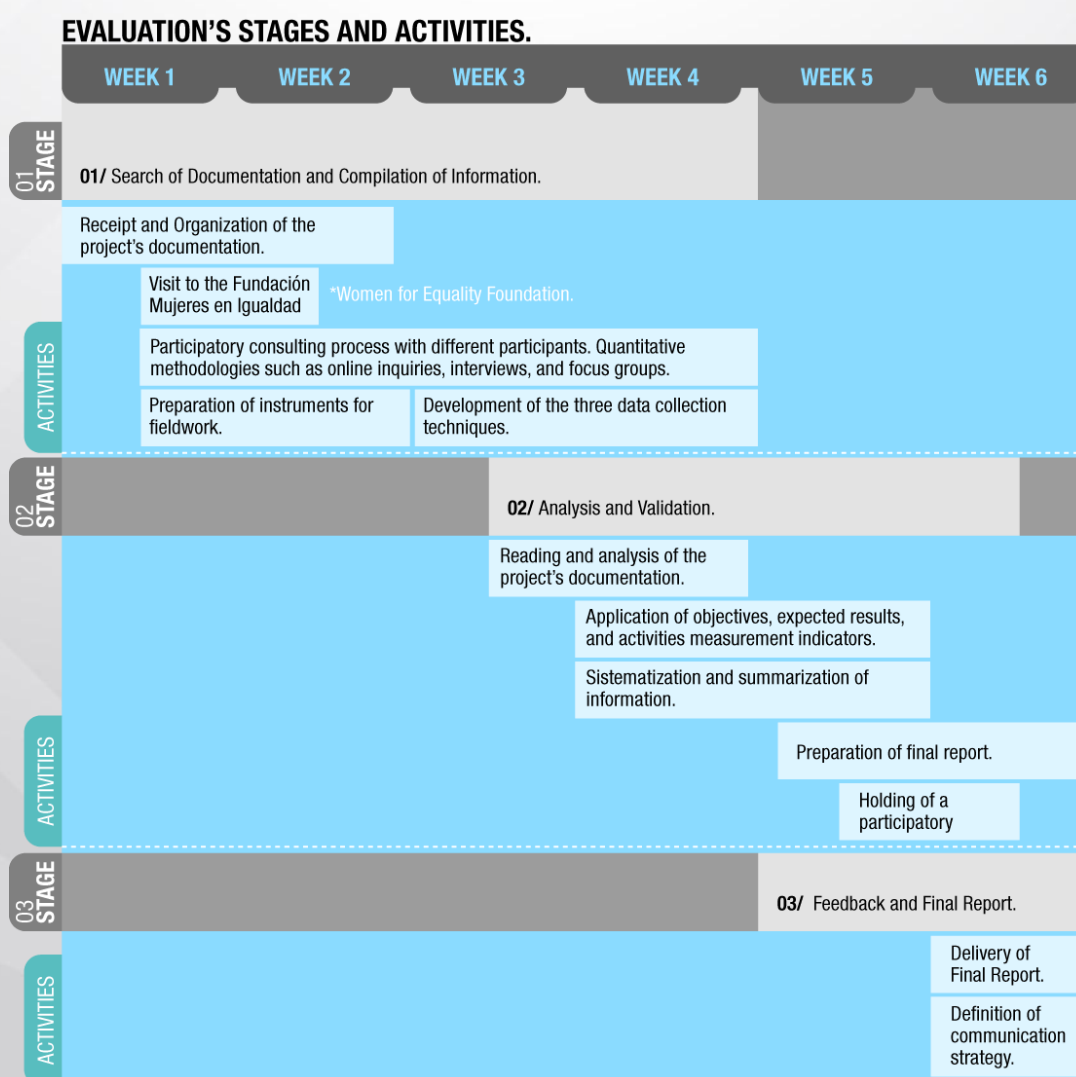 EVALUATION'S STAGES AND ACTIVITIES.
WEEK 1
WEEK 2
WEEK 3
WEEK 4
WEEK 5
WEEK 6
01
STAGE
01/ Search of Documentation and Compilation of Information.
ACTIVITIES
Receipt and Organization of the
project's documentation.
Visit to the Fundación
Mujeres en Igualdad
*Women for Equality Foundation.
Participatory consulting process with different participants. Quantitative
methodologies such as online inquiries, interviews, and focus groups.
Preparation of instruments for
fieldwork.
Development of the three data collection
techniques.
02
STAGE
02/ Analysis and Validation.
ACTIVITIES
Reading and analysis of the
project's documentation.
Application of objectives, expected results,
and activities measurement indicators.
Sistematization and summarization of
information.
Preparation of final report.
Holding of a
participatory
03
STAGE
03/ Feedback and Final Report.
ACTIVITIES
Delivery of
Final Report.
Definition of
communication
strategy.